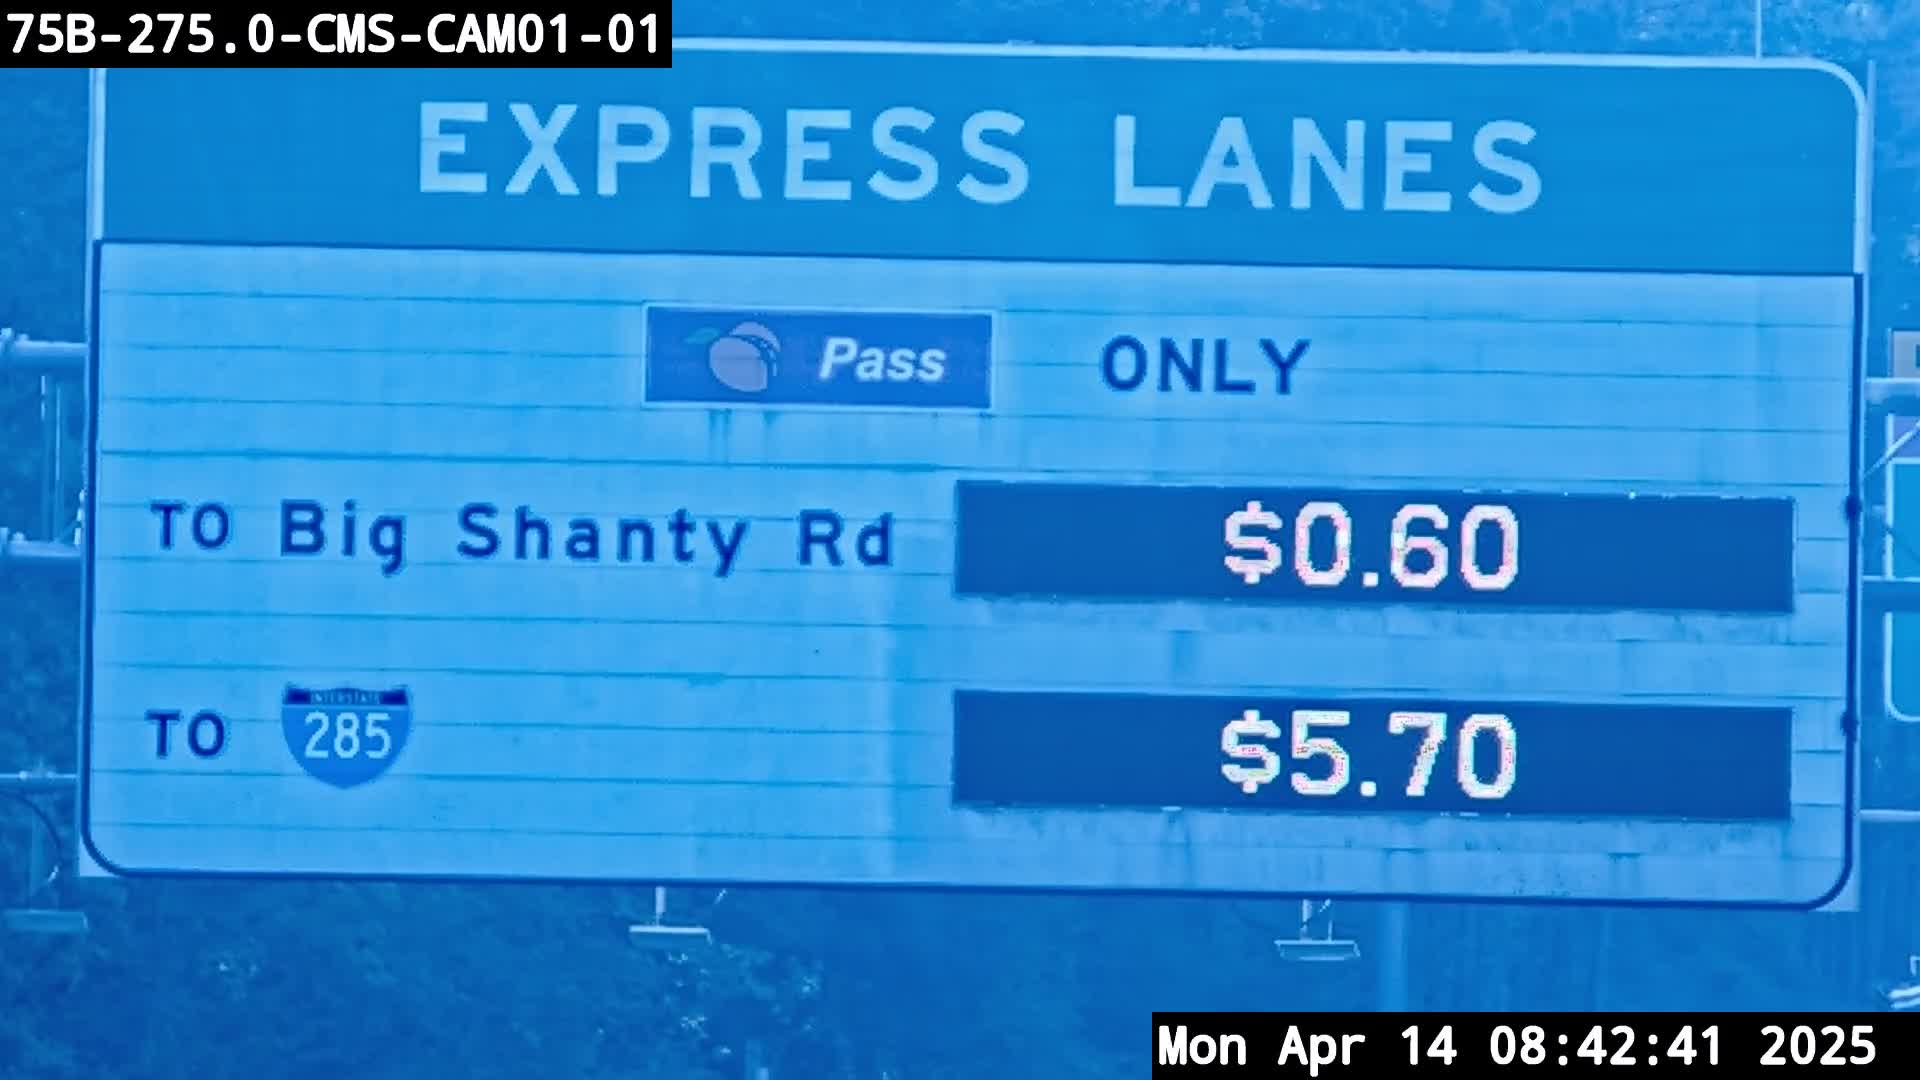 75B-275.0-CMS-CAM01-01
EXPRESS LANES
Pass ONLY
TO Big Shanty Rd $0.60
TO INTERSTATE 285 $5.70
Mon Apr 14 08:42:41 2025